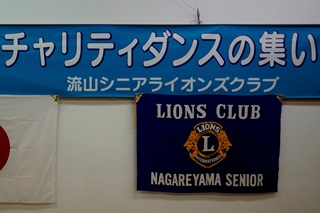 チャリティダンスの集い
流山シニアライオンズクラブ
LIONS CLUB
LIONS
L
INTERNATIONAL
NAGAREYAMA SENIOR